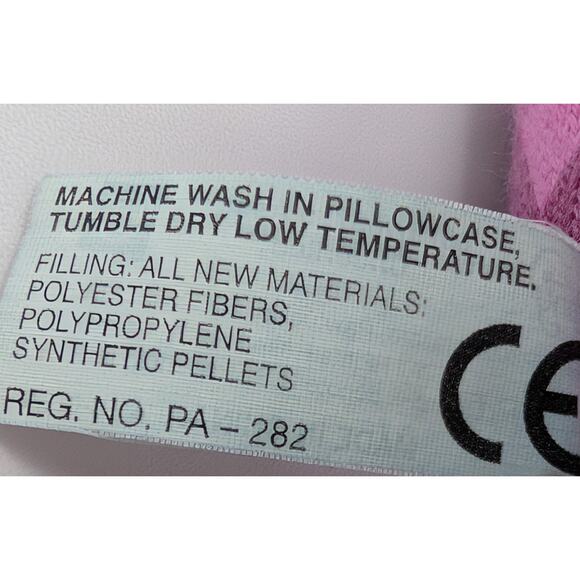 MACHINE WASH IN PILLOWCASE,
TUMBLE DRY LOW TEMPERATURE.
FILLING: ALL NEW MATERIALS:
POLYESTER FIBERS,
POLYPROPYLENE
SYNTHETIC PELLETS
REG. NO. PA – 282
CE